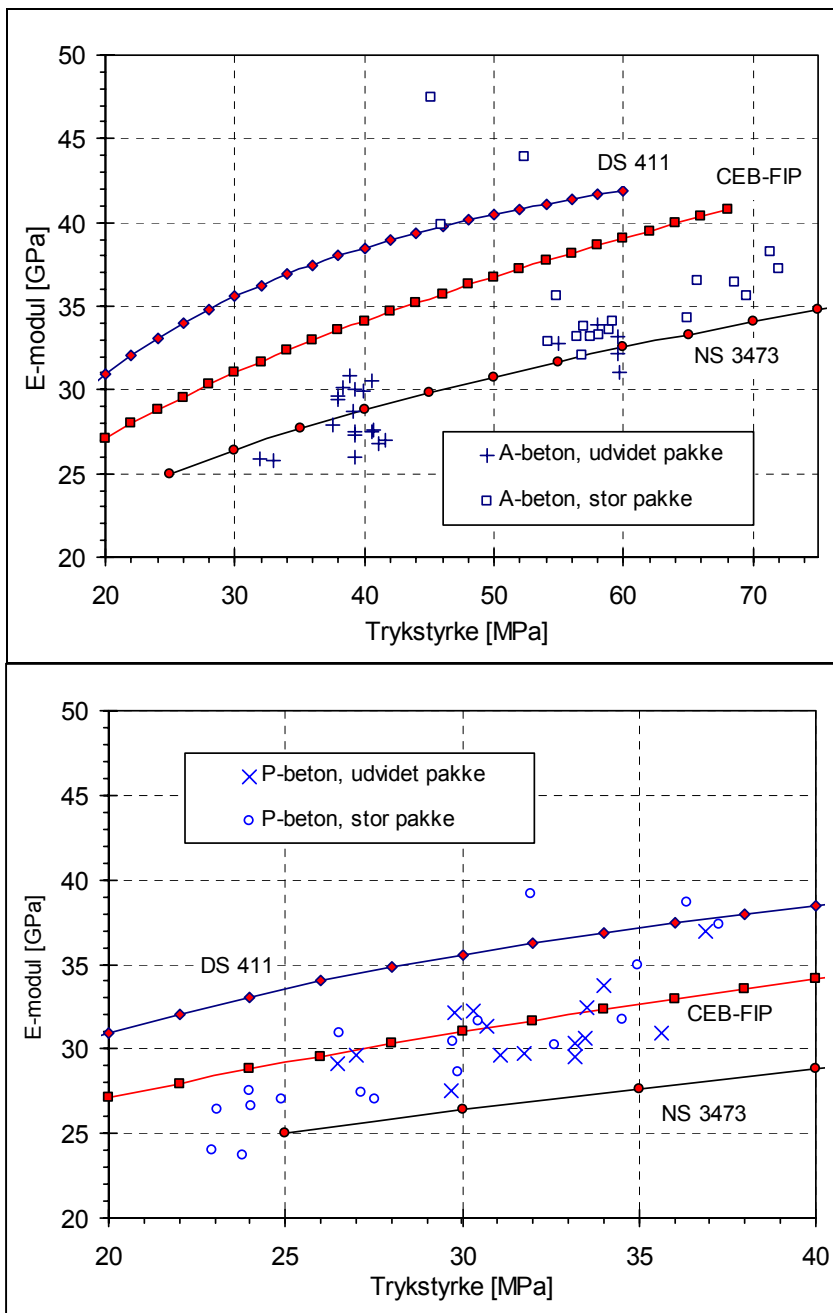 50
45
40
35
30
25
20
E-modul [GPa]
DS 411
CEB-FIP
NS 3473
A-beton, udvidet pakke
A-beton, stor pakke
20 30 40 50 60 70
Trykstyrke [MPa]
50
45
40
35
30
25
20
E-modul [GPa]
P-beton, udvidet pakke
P-beton, stor pakke
DS 411
CEB-FIP
NS 3473
20 25 30 35 40
Trykstyrke [MPa]